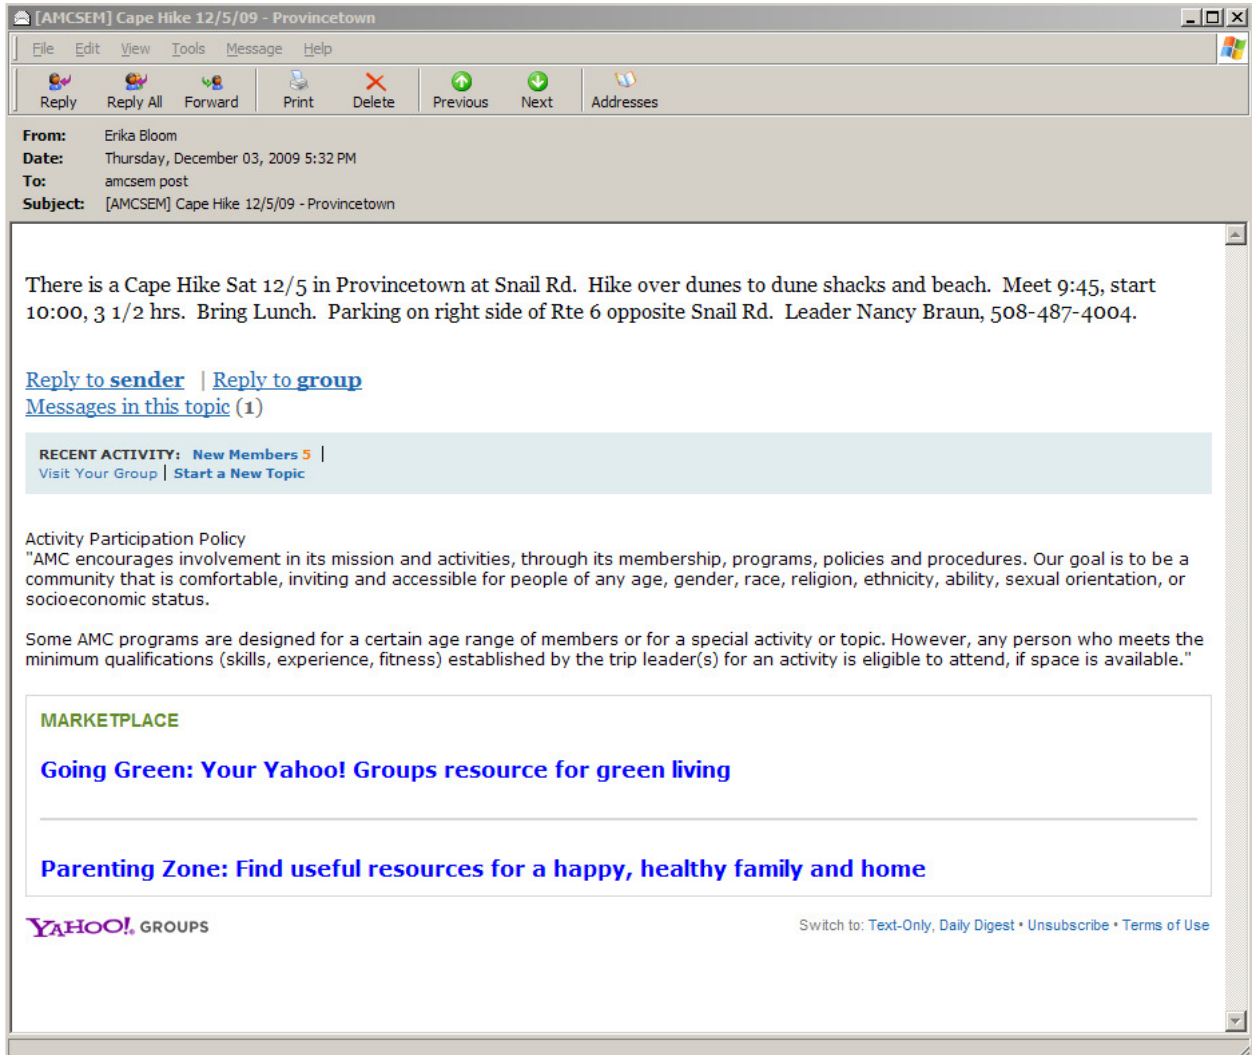 [AMCSEM] Cape Hike 12/5/09 - Provincetown
File Edit View Tools Message Help
Reply Reply All Forward Print Delete Previous Next Addresses
From: Erika Bloom
Date: Thursday, December 03, 2009 5:32 PM
To: amcsem post
Subject: [AMCSEM] Cape Hike 12/5/09 - Provincetown
There is a Cape Hike Sat 12/5 in Provincetown at Snail Rd. Hike over dunes to dune shacks and beach. Meet 9:45, start
10:00, 3 1/2 hrs. Bring Lunch. Parking on right side of Rte 6 opposite Snail Rd. Leader Nancy Braun, 508-487-4004.
Reply to sender | Reply to group
Messages in this topic (1)
RECENT ACTIVITY: New Members 5 |
Visit Your Group | Start a New Topic
Activity Participation Policy
"AMC encourages involvement in its mission and activities, through its membership, programs, policies and procedures. Our goal is to be a
community that is comfortable, inviting and accessible for people of any age, gender, race, religion, ethnicity, ability, sexual orientation, or
socioeconomic status.
Some AMC programs are designed for a certain age range of members or for a special activity or topic. However, any person who meets the
minimum qualifications (skills, experience, fitness) established by the trip leader(s) for an activity is eligible to attend, if space is available."
MARKETPLACE
Going Green: Your Yahoo! Groups resource for green living
Parenting Zone: Find useful resources for a happy, healthy family and home
YAHOO! GROUPS
Switch to: Text-Only, Daily Digest • Unsubscribe • Terms of Use